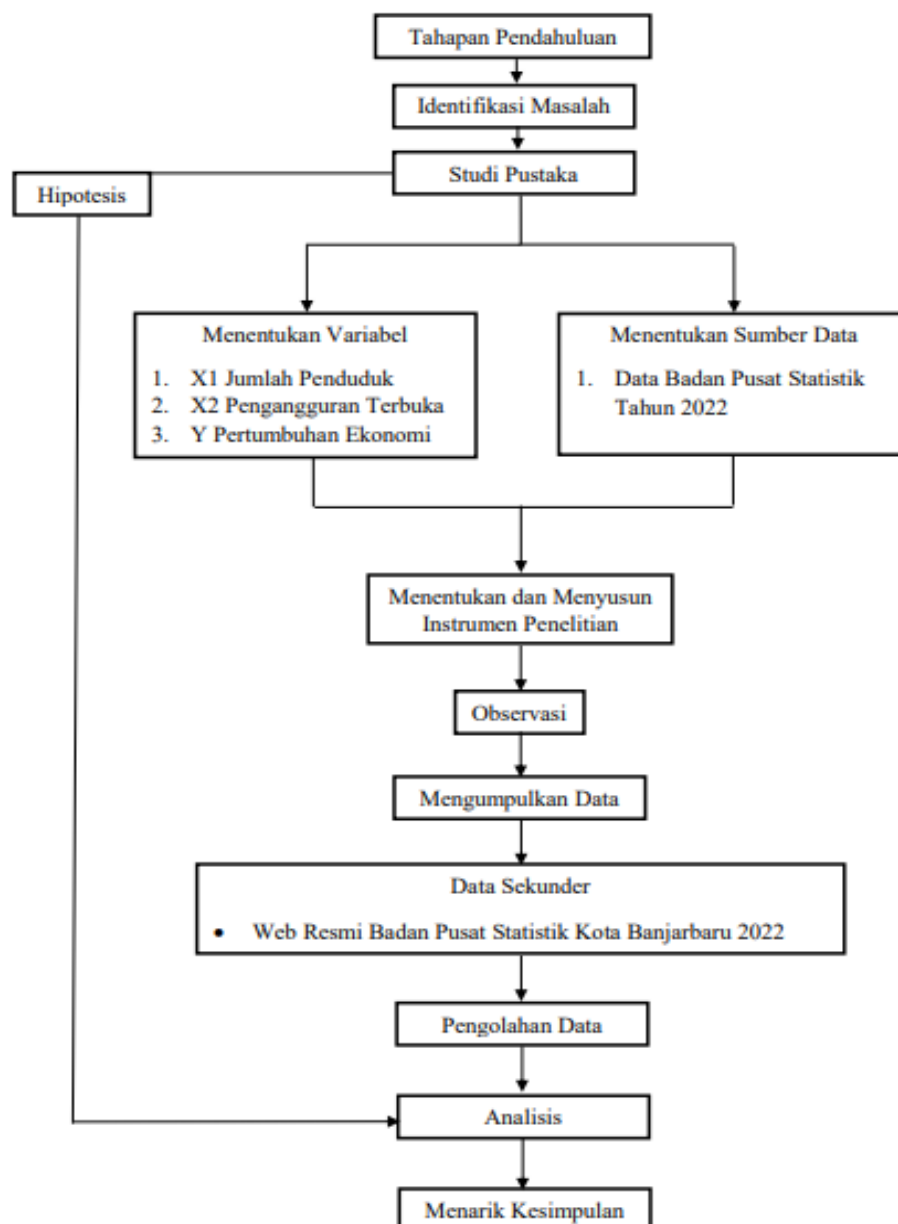 Tahapan Pendahuluan
Identifikasi Masalah
Studi Pustaka
Hipotesis
Menentukan Variabel
1. X1 Jumlah Penduduk
2. X2 Pengangguran Terbuka
3. Y Pertumbuhan Ekonomi
Menentukan Sumber Data
1. Data Badan Pusat Statistik
Tahun 2022
Menentukan dan Menyusun
Instrumen Penelitian
Observasi
Mengumpulkan Data
Data Sekunder
• Web Resmi Badan Pusat Statistik Kota Banjarbaru 2022
Pengolahan Data
Analisis
Menarik Kesimpulan